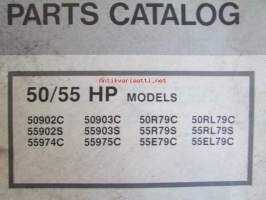 PARTS CATALOG
Antikvariaatti.net
50/55 HP MODELS
50902C 50903C 50R79C 50RL79C
55902S 55903S 55R79S 55RL79S
55974C 55975C 55E79C 55EL79C